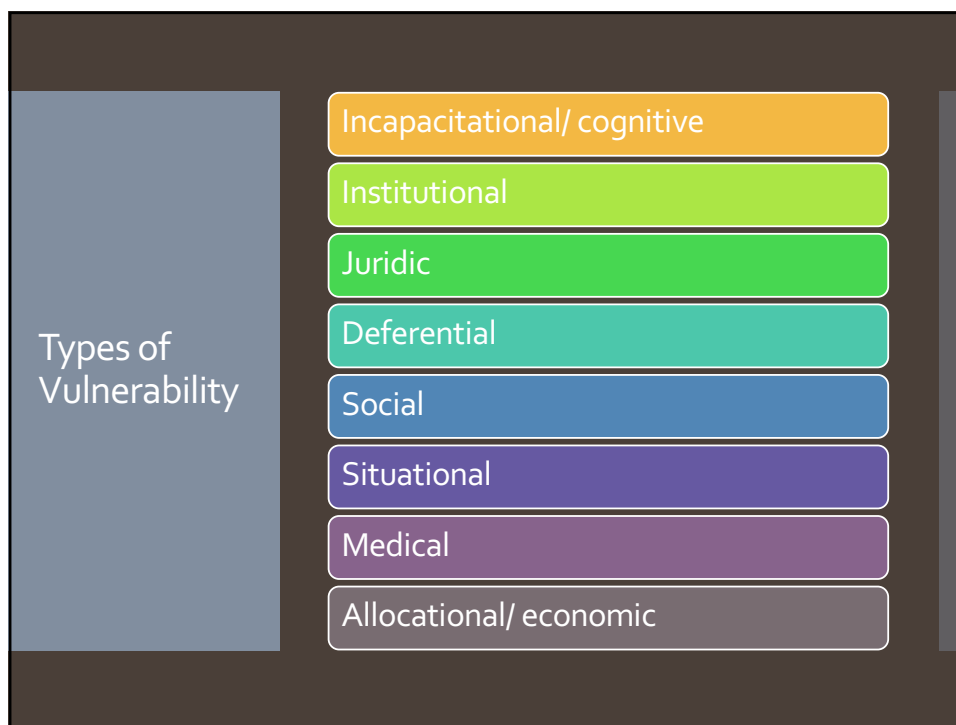 Types of
Vulnerability
Incapacitational/ cognitive
Institutional
Juridic
Deferential
Social
Situational
Medical
Allocational/ economic